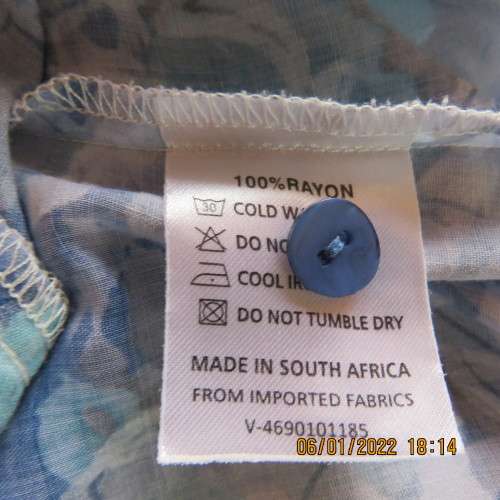 100%RAYON
30 COLD W
DO NO
COOL IR
DO NOT TUMBLE DRY
MADE IN SOUTH AFRICA
FROM IMPORTED FABRICS
V-4690101185
06/01/2022 18:14